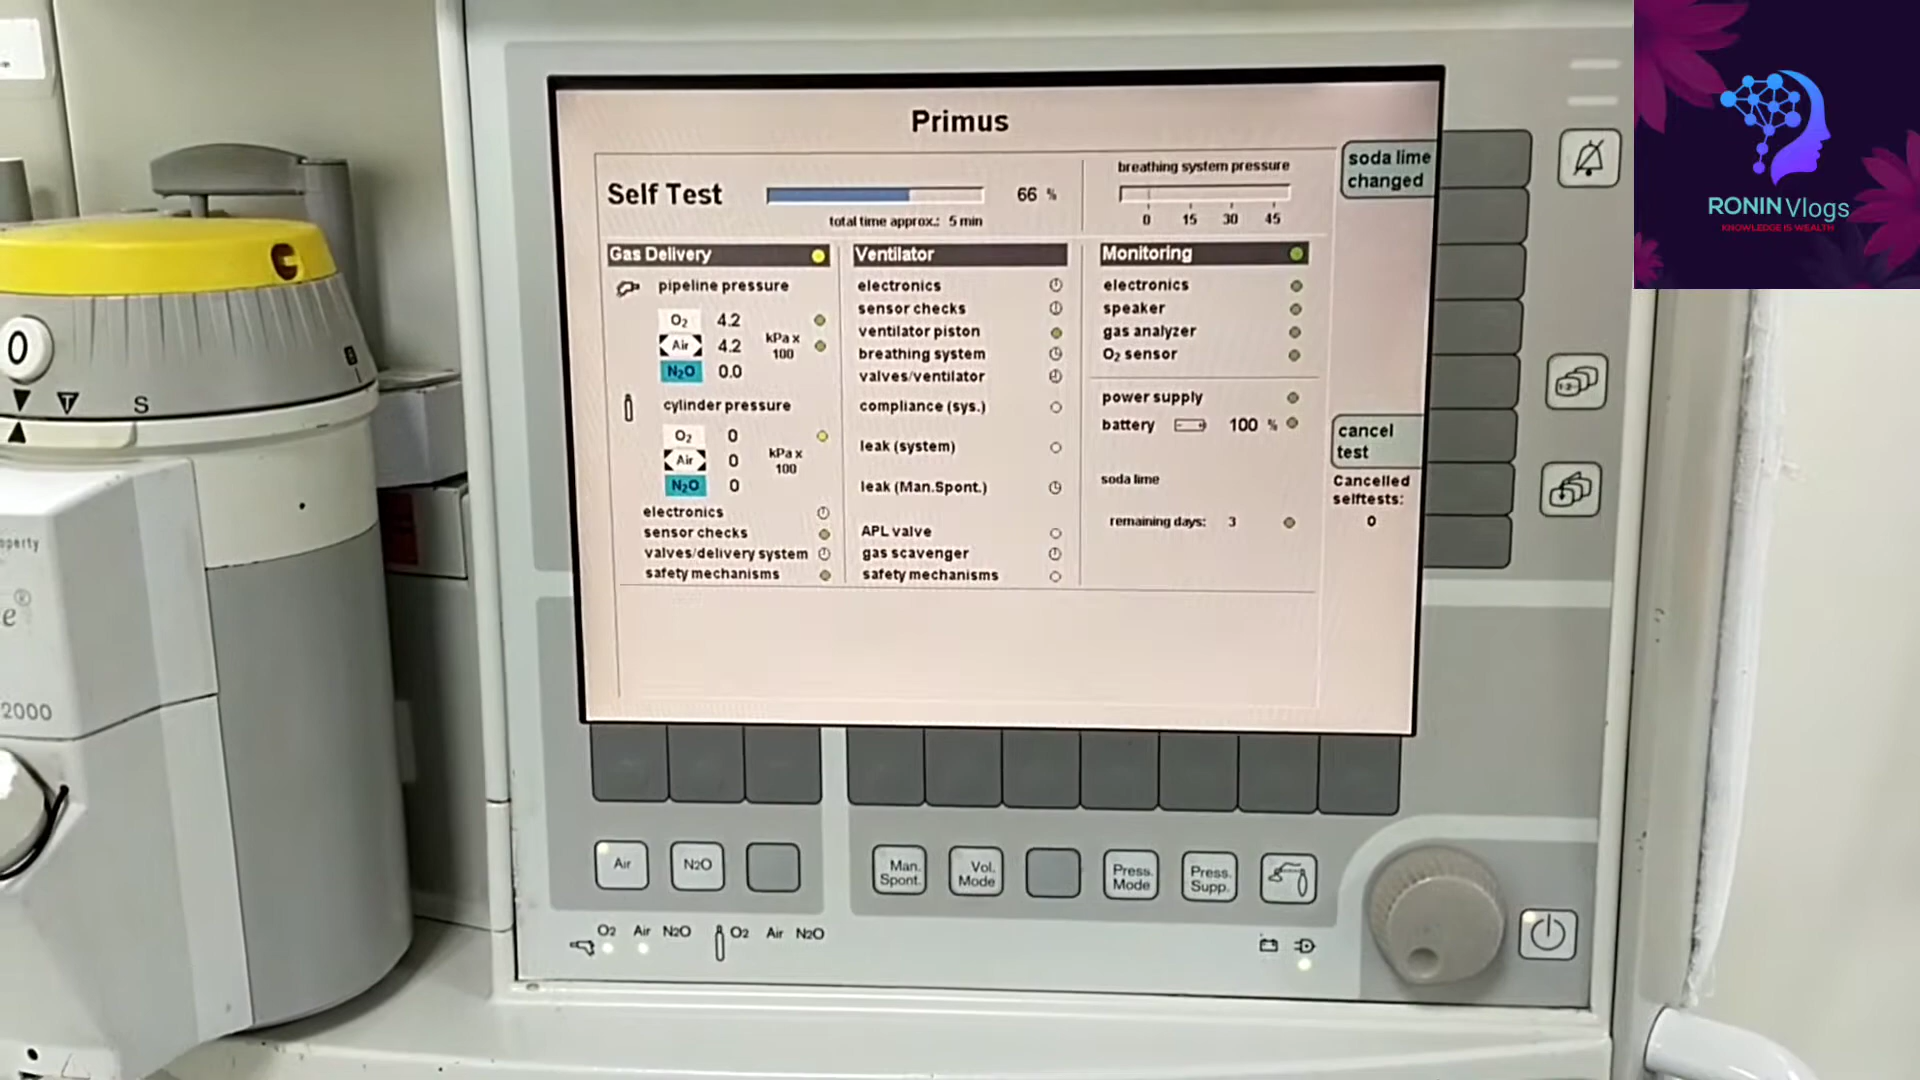 Primus
Self Test
66 %
total time approx.: 5 min
breathing system pressure
0 15 30 45
soda lime
changed
Gas Delivery
pipeline pressure
O2 4.2
Air 4.2
kPa x
100
N2O 0.0
cylinder pressure
O2 0
Air 0
kPa x
100
N2O 0
electronics
sensor checks
valves/delivery system
safety mechanisms
Ventilator
electronics
sensor checks
ventilator piston
breathing system
valves/ventilator
compliance (sys.)
leak (system)
leak (Man.Spont.)
APL valve
gas scavenger
safety mechanisms
Monitoring
electronics
speaker
gas analyzer
O2 sensor
power supply
battery 100 %
soda lime
remaining days: 3
cancel
test
Cancelled
selftests:
0
Air
N2O
Man.
Spont.
Vol.
Mode
Press.
Mode
Press.
Supp.
O2 Air N2O
O2 Air N2O
0
T S
2000
RONIN Vlogs
KNOWLEDGE IS WEALTH